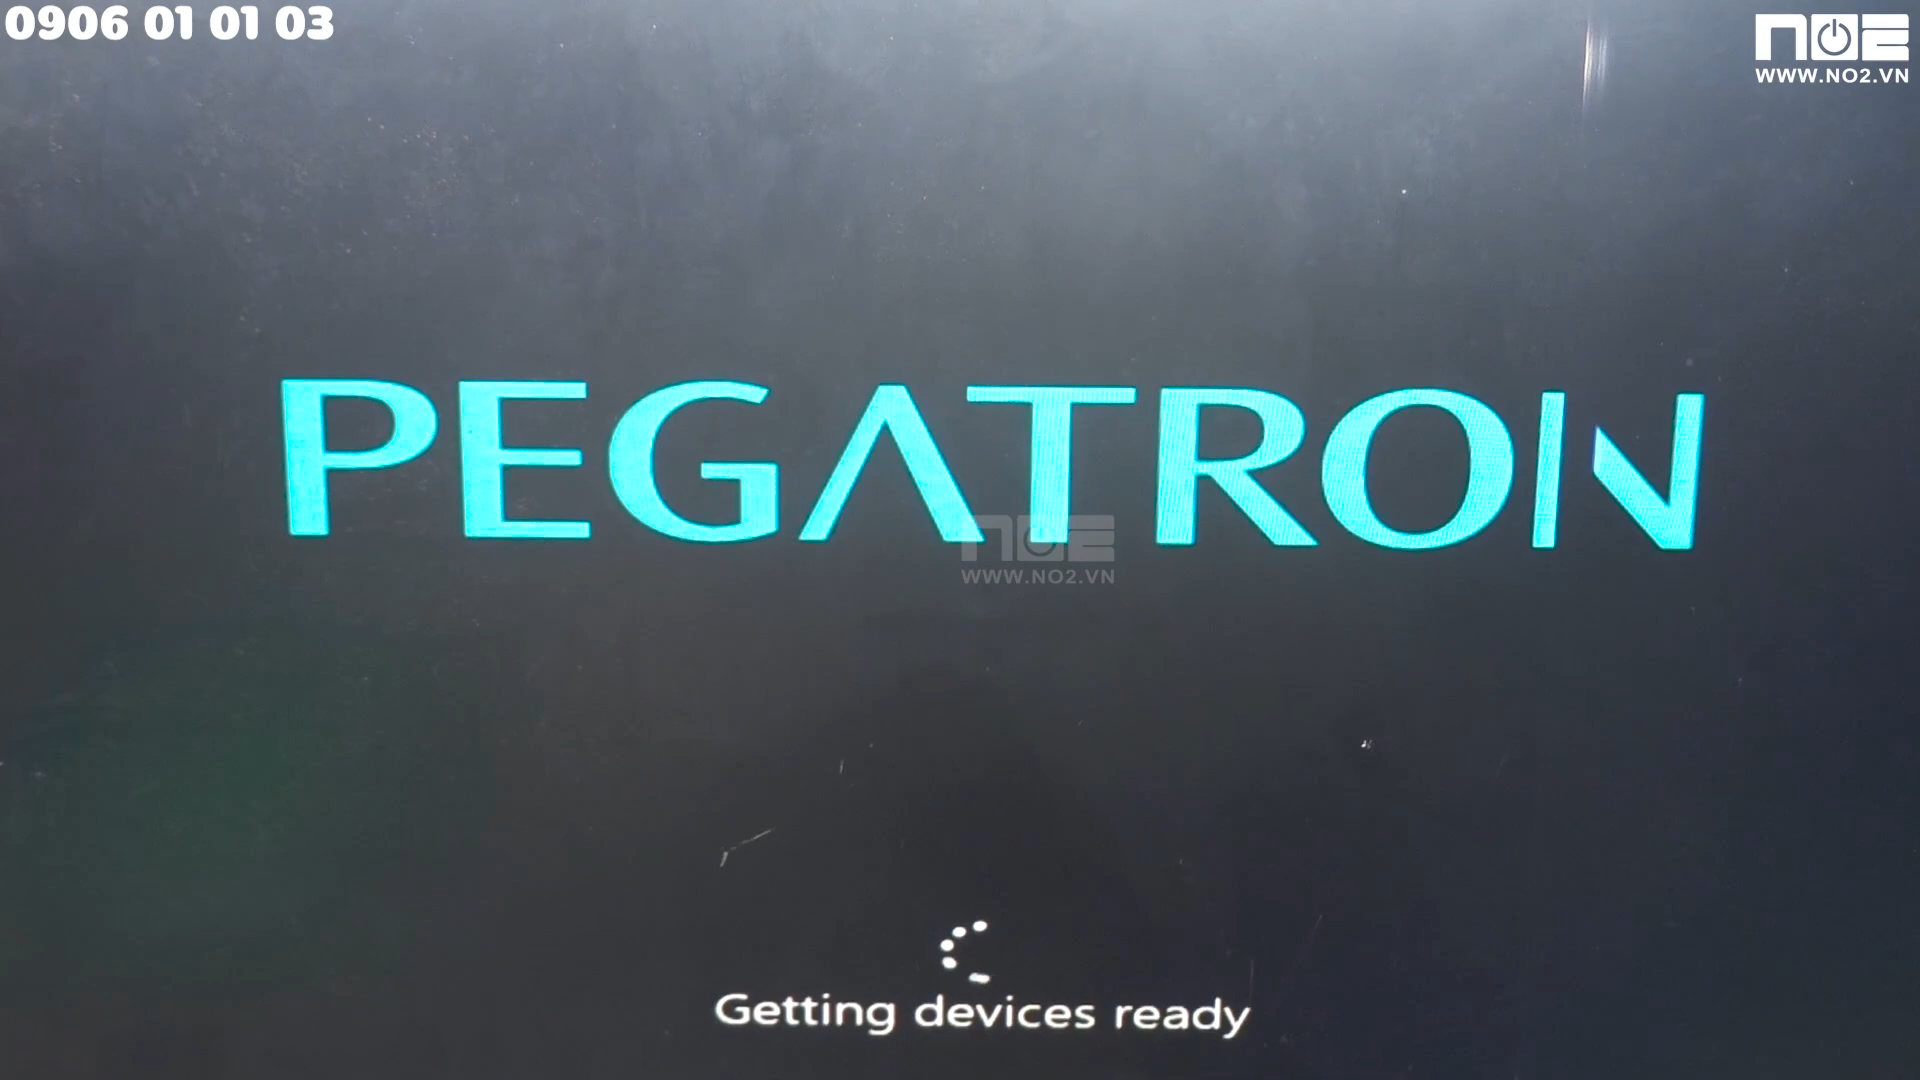 0906 01 01 03
NO2
WWW.NO2.VN
PEGATRON
NO2
WWW.NO2.VN
Getting devices ready